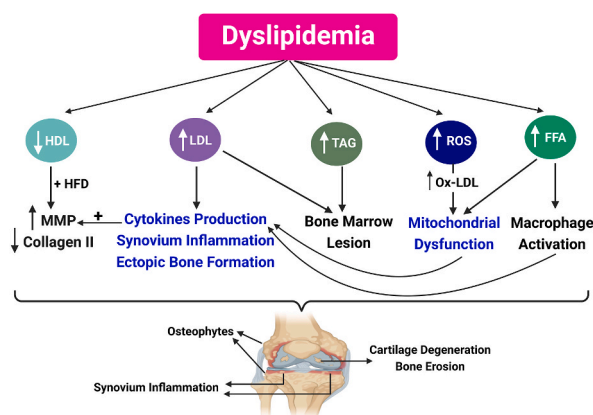 Dyslipidemia
↓ HDL
↑ LDL
↑ TAG
↑ ROS
↑ FFA
+ HFD
↑ Ox-LDL
↑ MMP
↓ Collagen II
+
Cytokines Production
Synovium Inflammation
Ectopic Bone Formation
Bone Marrow
Lesion
Mitochondrial
Dysfunction
Macrophage
Activation
Osteophytes
Cartilage Degeneration
Bone Erosion
Synovium Inflammation